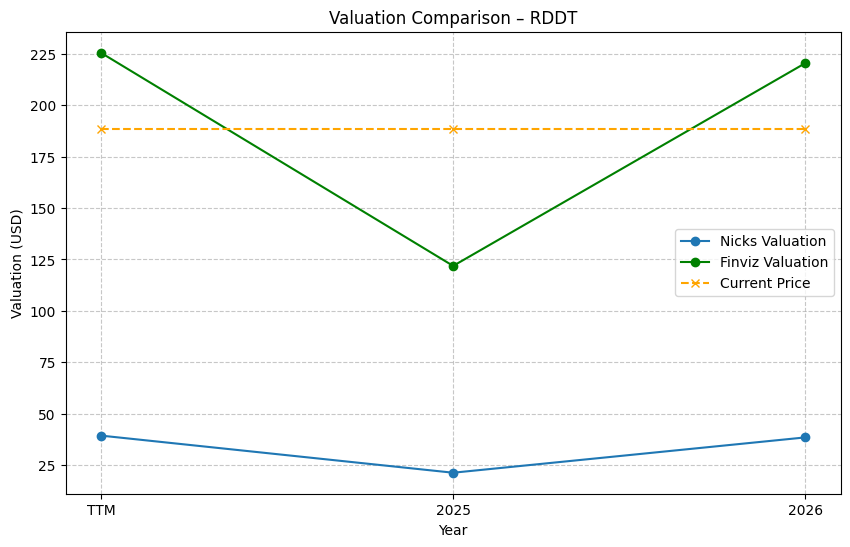 Valuation Comparison – RDDT
Valuation (USD)
225
200
175
150
125
100
75
50
25
Nicks Valuation
Finviz Valuation
Current Price
TTM 2025 2026
Year